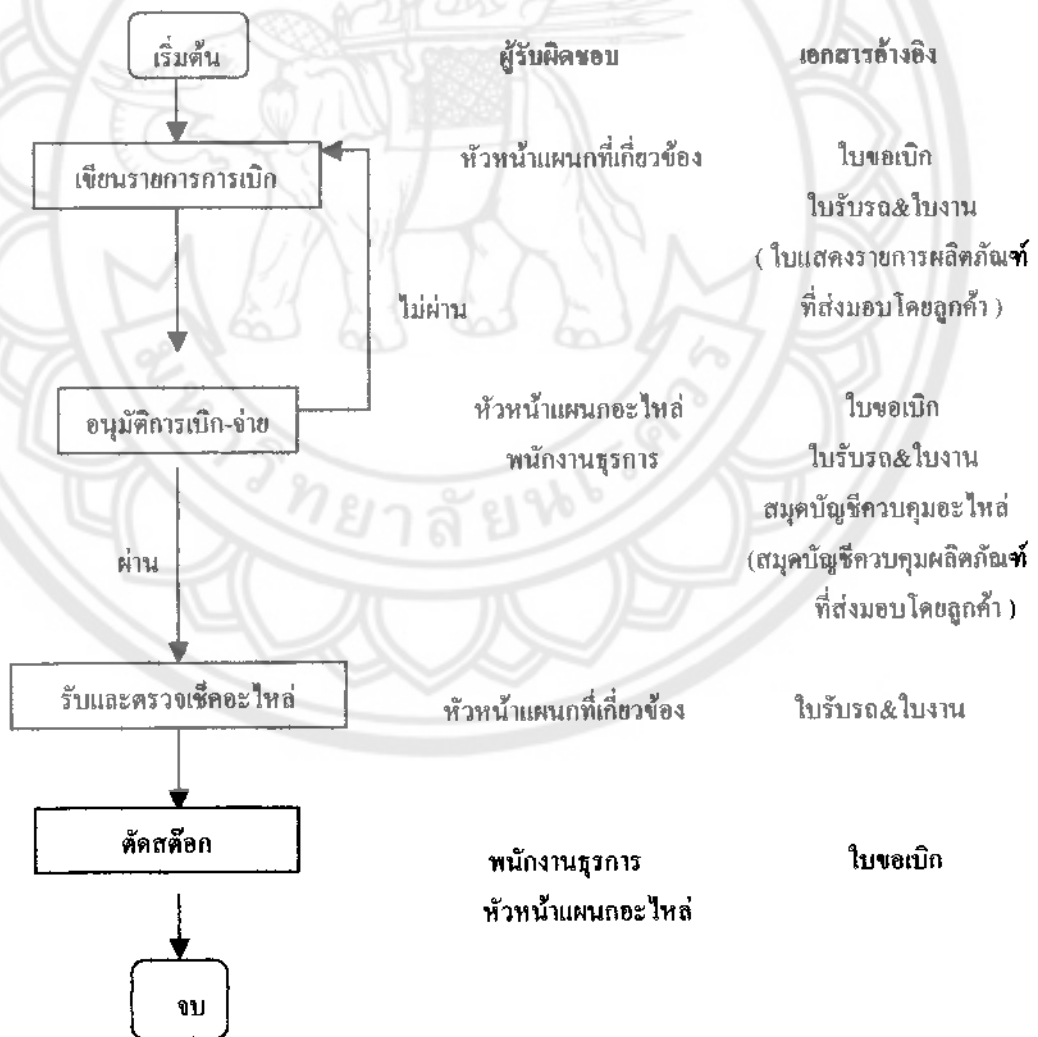 เริ่มต้น ผู้รับผิดชอบ เอกสารอ้างอิง
เขียนรายการการเบิก หัวหน้าแผนกที่เกี่ยวข้อง ใบขอเบิก
ใบรับรถ&ใบงาน
( ใบแสดงรายการผลิตภัณฑ์
ไม่ผ่าน ที่ส่งมอบโดยลูกค้า )
อนุมัติการเบิก-จ่าย หัวหน้าแผนกอะไหล่ ใบขอเบิก
พนักงานธุรการ ใบรับรถ&ใบงาน
สมุดบัญชีควบคุมอะไหล่
ผ่าน (สมุดบัญชีควบคุมผลิตภัณฑ์
ที่ส่งมอบโดยลูกค้า )
รับและตรวจเช็คอะไหล่ หัวหน้าแผนกที่เกี่ยวข้อง ใบรับรถ&ใบงาน
ตัดสต๊อก พนักงานธุรการ ใบขอเบิก
หัวหน้าแผนกอะไหล่
จบ
มหาวิทยาลัยนเรศวร